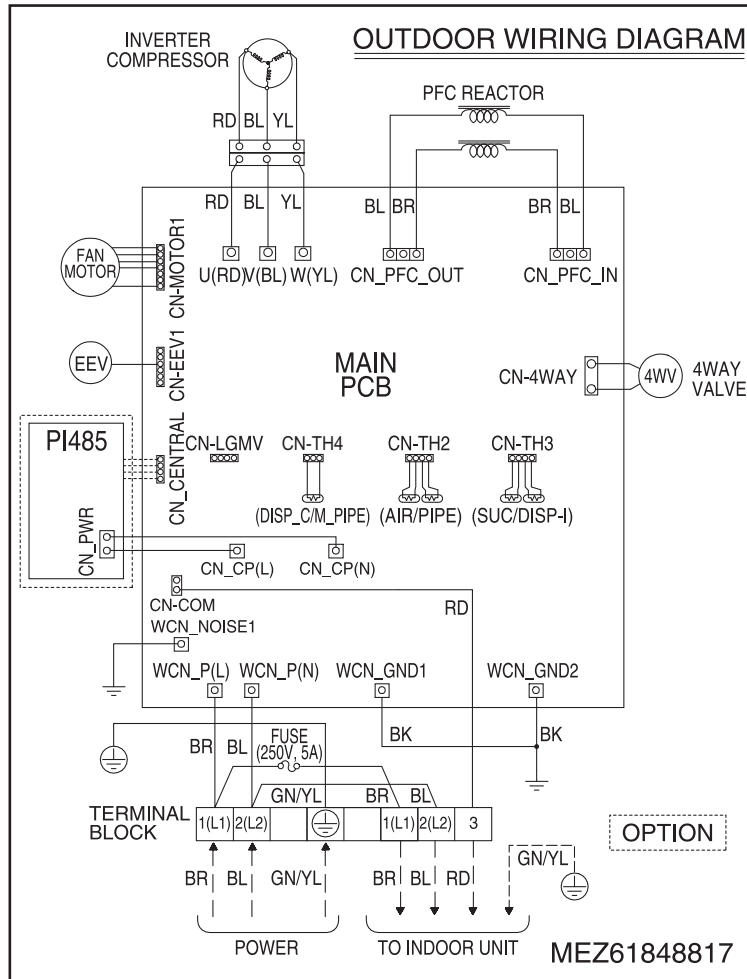 OUTDOOR WIRING DIAGRAM
INVERTER
COMPRESSOR
PFC REACTOR
RD BL YL
RD BL YL
BL BR
BR BL
FAN
MOTOR
CN-MOTOR1
U(RD) V(BL) W(YL)
CN_PFC_OUT
CN_PFC_IN
EEV
CN-EEV1
MAIN
PCB
CN-4WAY
4WV
4WAY
VALVE
PI485
CN_CENTRAL
CN-LGMV
CN-TH4
CN-TH2
CN-TH3
(DISP_C/M_PIPE)
(AIR/PIPE)
(SUC/DISP-I)
CN_PWR
CN_CP(L)
CN_CP(N)
CN-COM
RD
WCN_NOISE1
WCN_P(L)
WCN_P(N)
WCN_GND1
WCN_GND2
BR BL
FUSE
(250V, 5A)
BK
BK
GN/YL
BR BL
TERMINAL
BLOCK
1(L1) 2(L2) 1(L1) 2(L2) 3
OPTION
BR BL GN/YL
BR BL RD
GN/YL
POWER
TO INDOOR UNIT
MEZ61848817